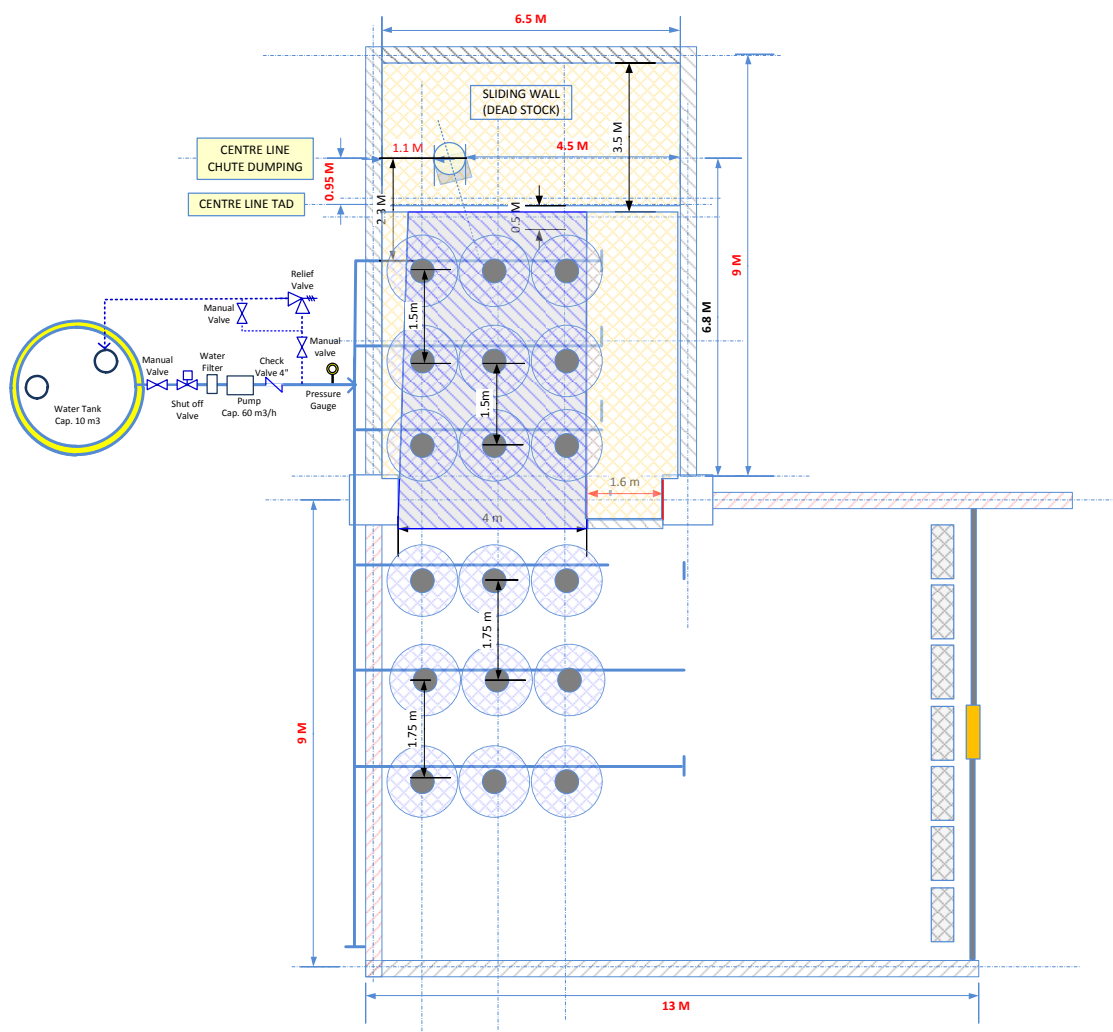 6.5 M
SLIDING WALL
(DEAD STOCK)
3.5 M
CENTRE LINE
CHUTE DUMPING
1.1 M
4.5 M
0.95 M
CENTRE LINE TAD
2.3 M
0.5 M
9 M
6.8 M
Relief
Valve
Manual
Valve
1.5m
Manual
valve
Water
Filter
Check
Valve 4"
Manual
Valve
Shut off
Valve
Pump
Cap. 60 m3/h
Pressure
Gauge
Water Tank
Cap. 10 m3
1.5m
1.6 m
4 m
1.75 m
1.75 m
9 M
13 M